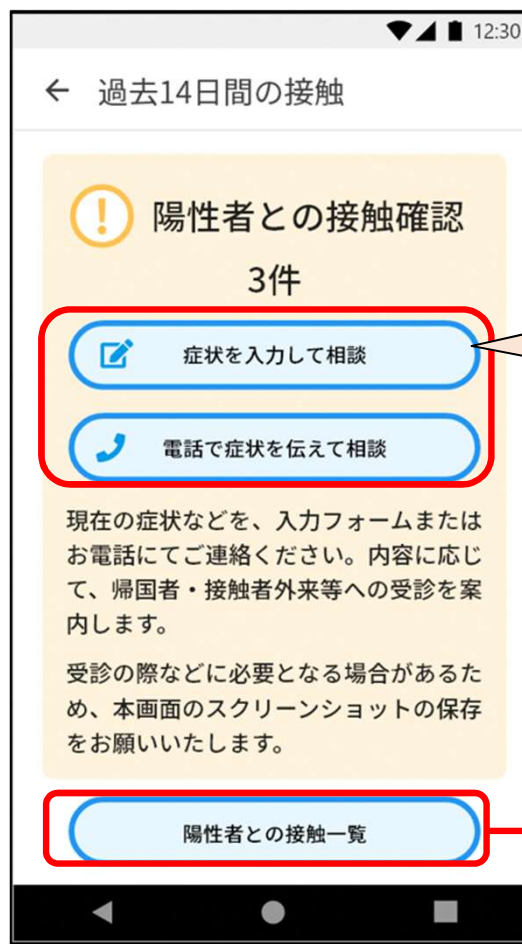 12:30
← 過去14日間の接触
陽性者との接触確認
3件
症状を入力して相談
電話で症状を伝えて相談
現在の症状などを、入力フォームまたは
お電話にてご連絡ください。内容に応じ
て、帰国者・接触者外来等への受診を案
内します。
受診の際などに必要となる場合があるた
め、本画面のスクリーンショットの保存
をお願いいたします。
陽性者との接触一覧